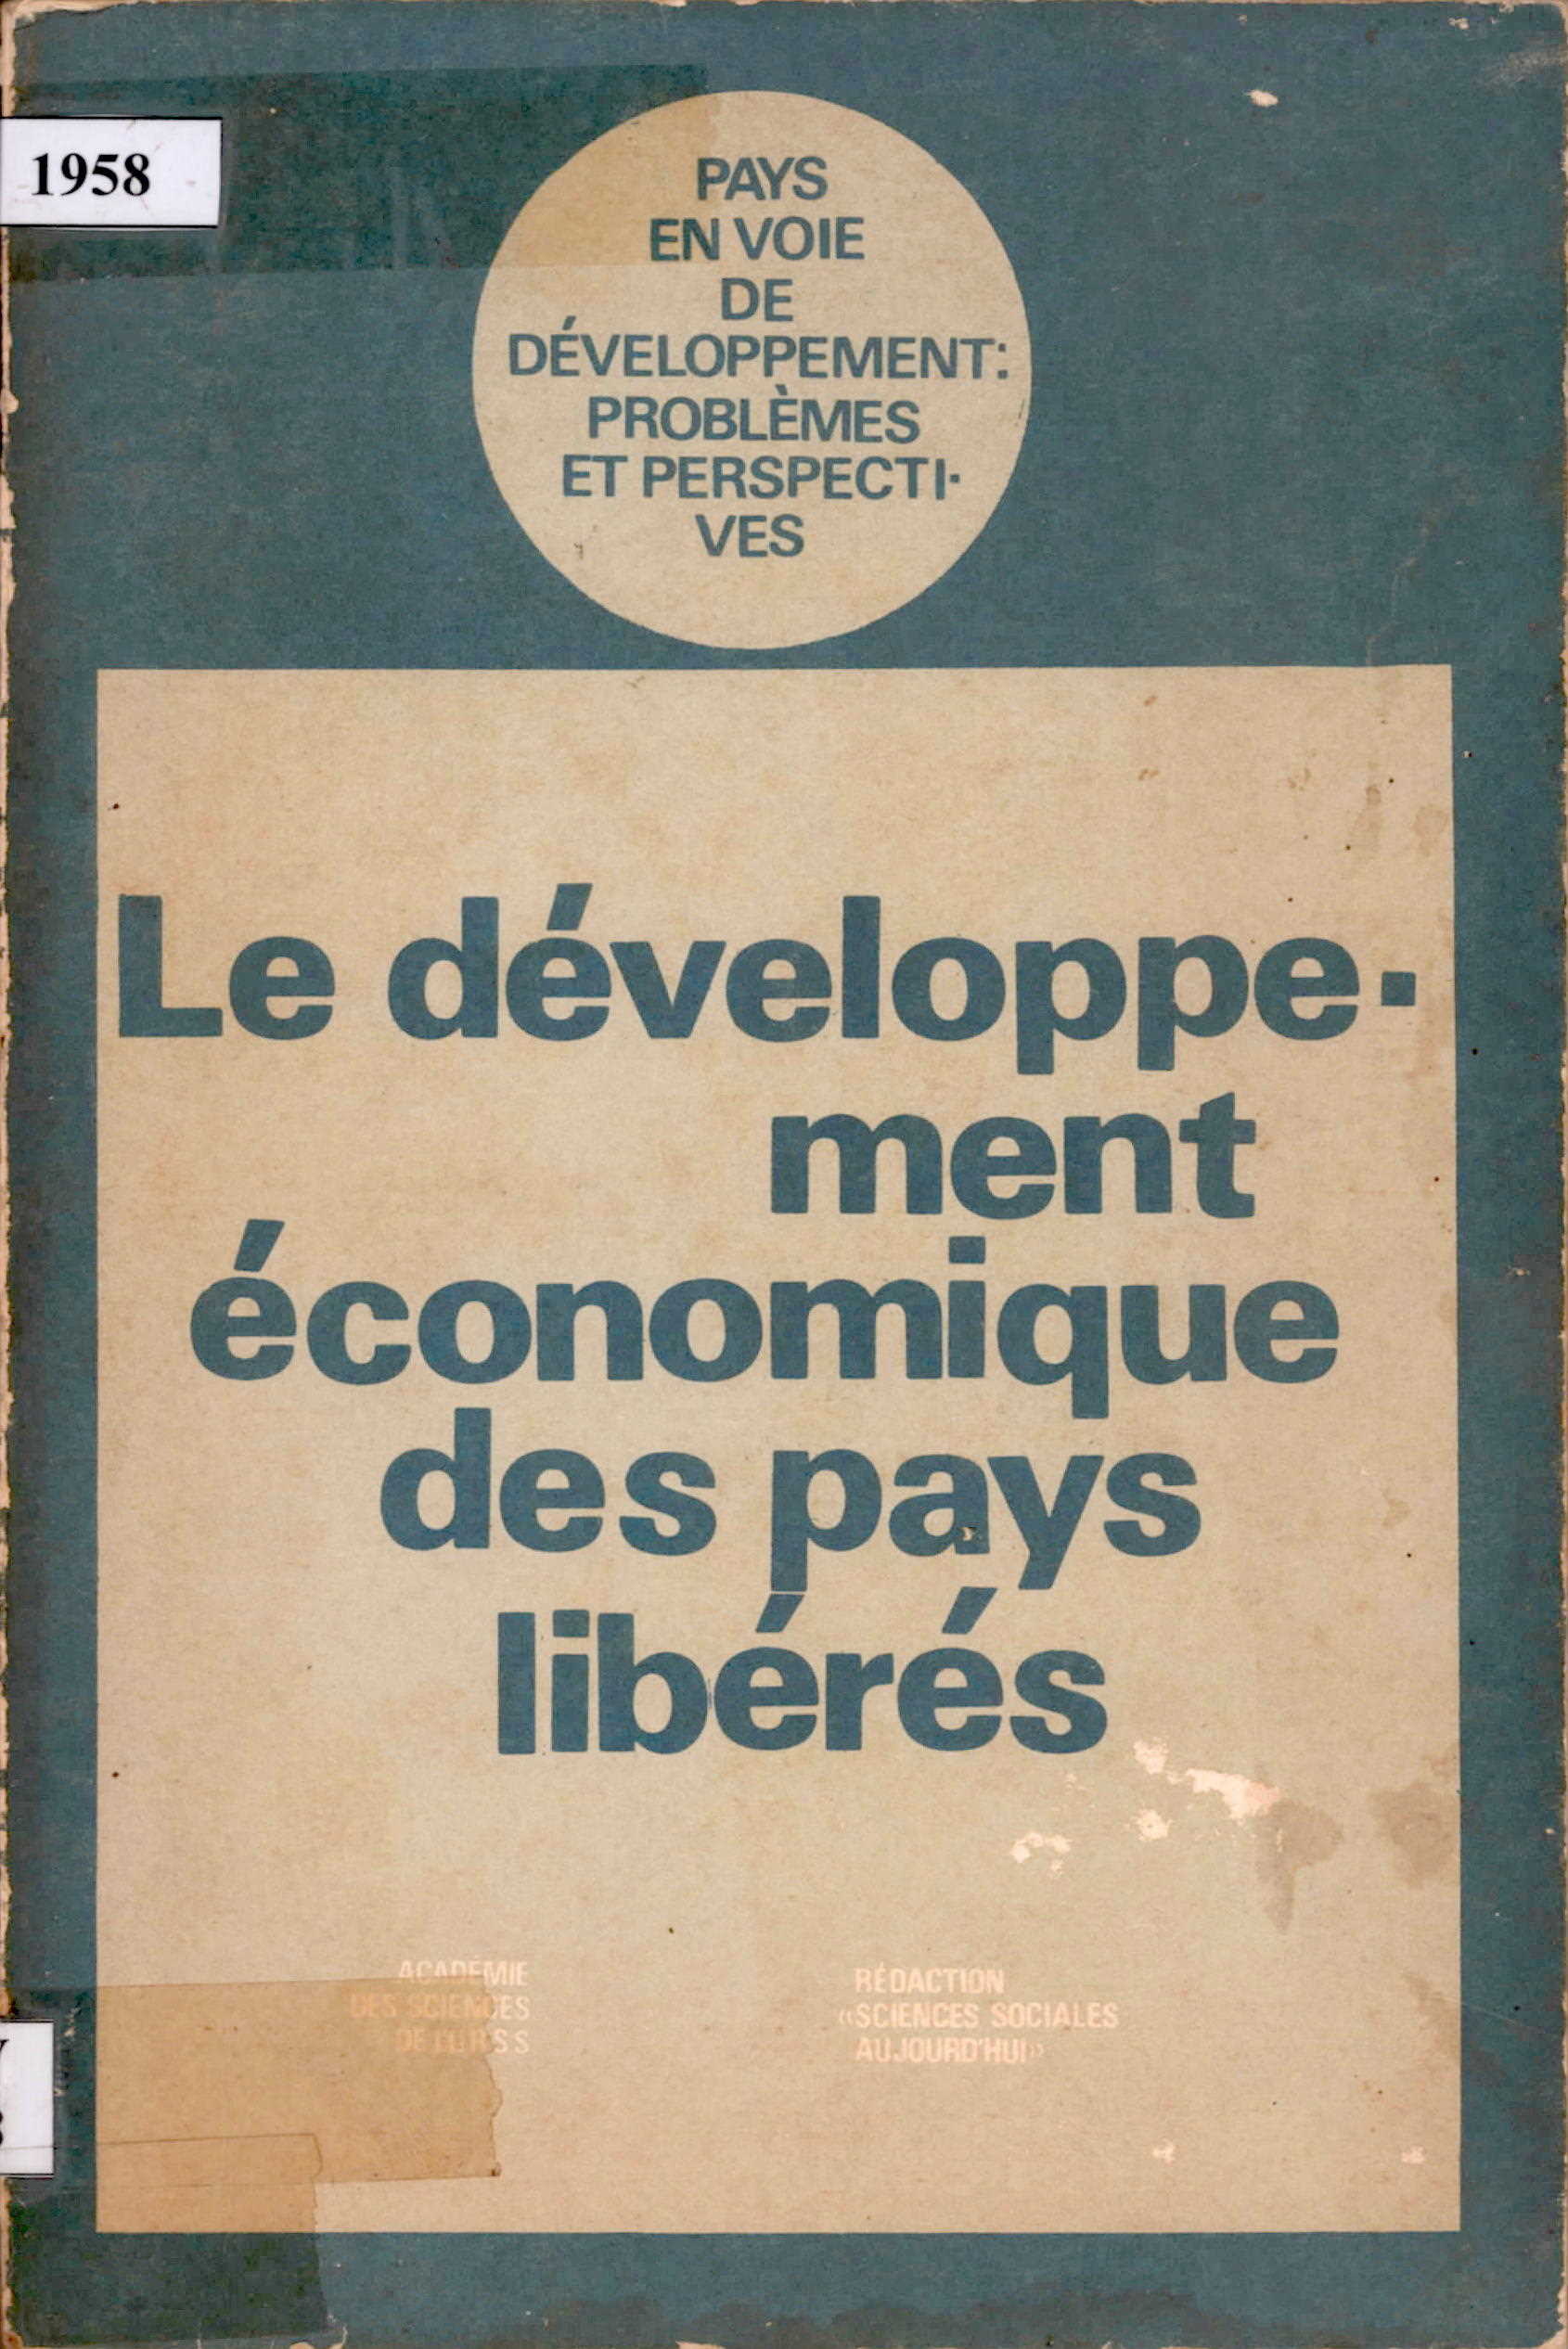 1958
PAYS
EN VOIE
DE
DÉVELOPPEMENT:
PROBLÈMES
ET PERSPECTI-
VES
Le développe-
ment
économique
des pays
libérés
ACADÉMIE
DES SCIENCES
DE L'URSS
RÉDACTION
«SCIENCES SOCIALES
AUJOURD'HUI»